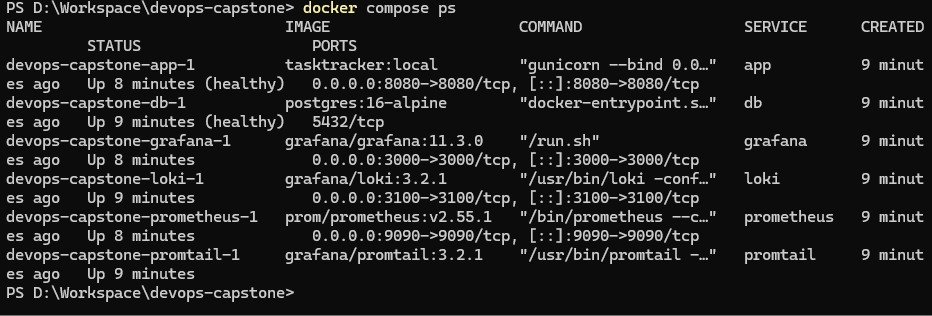 PS D:\Workspace\devops-capstone> docker compose ps
NAME                          IMAGE                    COMMAND                  SERVICE      CREATED
         STATUS                   PORTS
devops-capstone-app-1         tasktracker:local        "gunicorn --bind 0.0…"   app          9 minut
es ago   Up 8 minutes (healthy)   0.0.0.0:8080->8080/tcp, [::]:8080->8080/tcp
devops-capstone-db-1          postgres:16-alpine       "docker-entrypoint.s…"   db           9 minut
es ago   Up 9 minutes (healthy)   5432/tcp
devops-capstone-grafana-1     grafana/grafana:11.3.0   "/run.sh"                grafana      9 minut
es ago   Up 8 minutes             0.0.0.0:3000->3000/tcp, [::]:3000->3000/tcp
devops-capstone-loki-1        grafana/loki:3.2.1       "/usr/bin/loki -conf…"   loki         9 minut
es ago   Up 9 minutes             0.0.0.0:3100->3100/tcp, [::]:3100->3100/tcp
devops-capstone-prometheus-1  prom/prometheus:v2.55.1  "/bin/prometheus --c…"   prometheus   9 minut
es ago   Up 8 minutes             0.0.0.0:9090->9090/tcp, [::]:9090->9090/tcp
devops-capstone-promtail-1    grafana/promtail:3.2.1   "/usr/bin/promtail -…"   promtail     9 minut
es ago   Up 9 minutes
PS D:\Workspace\devops-capstone>